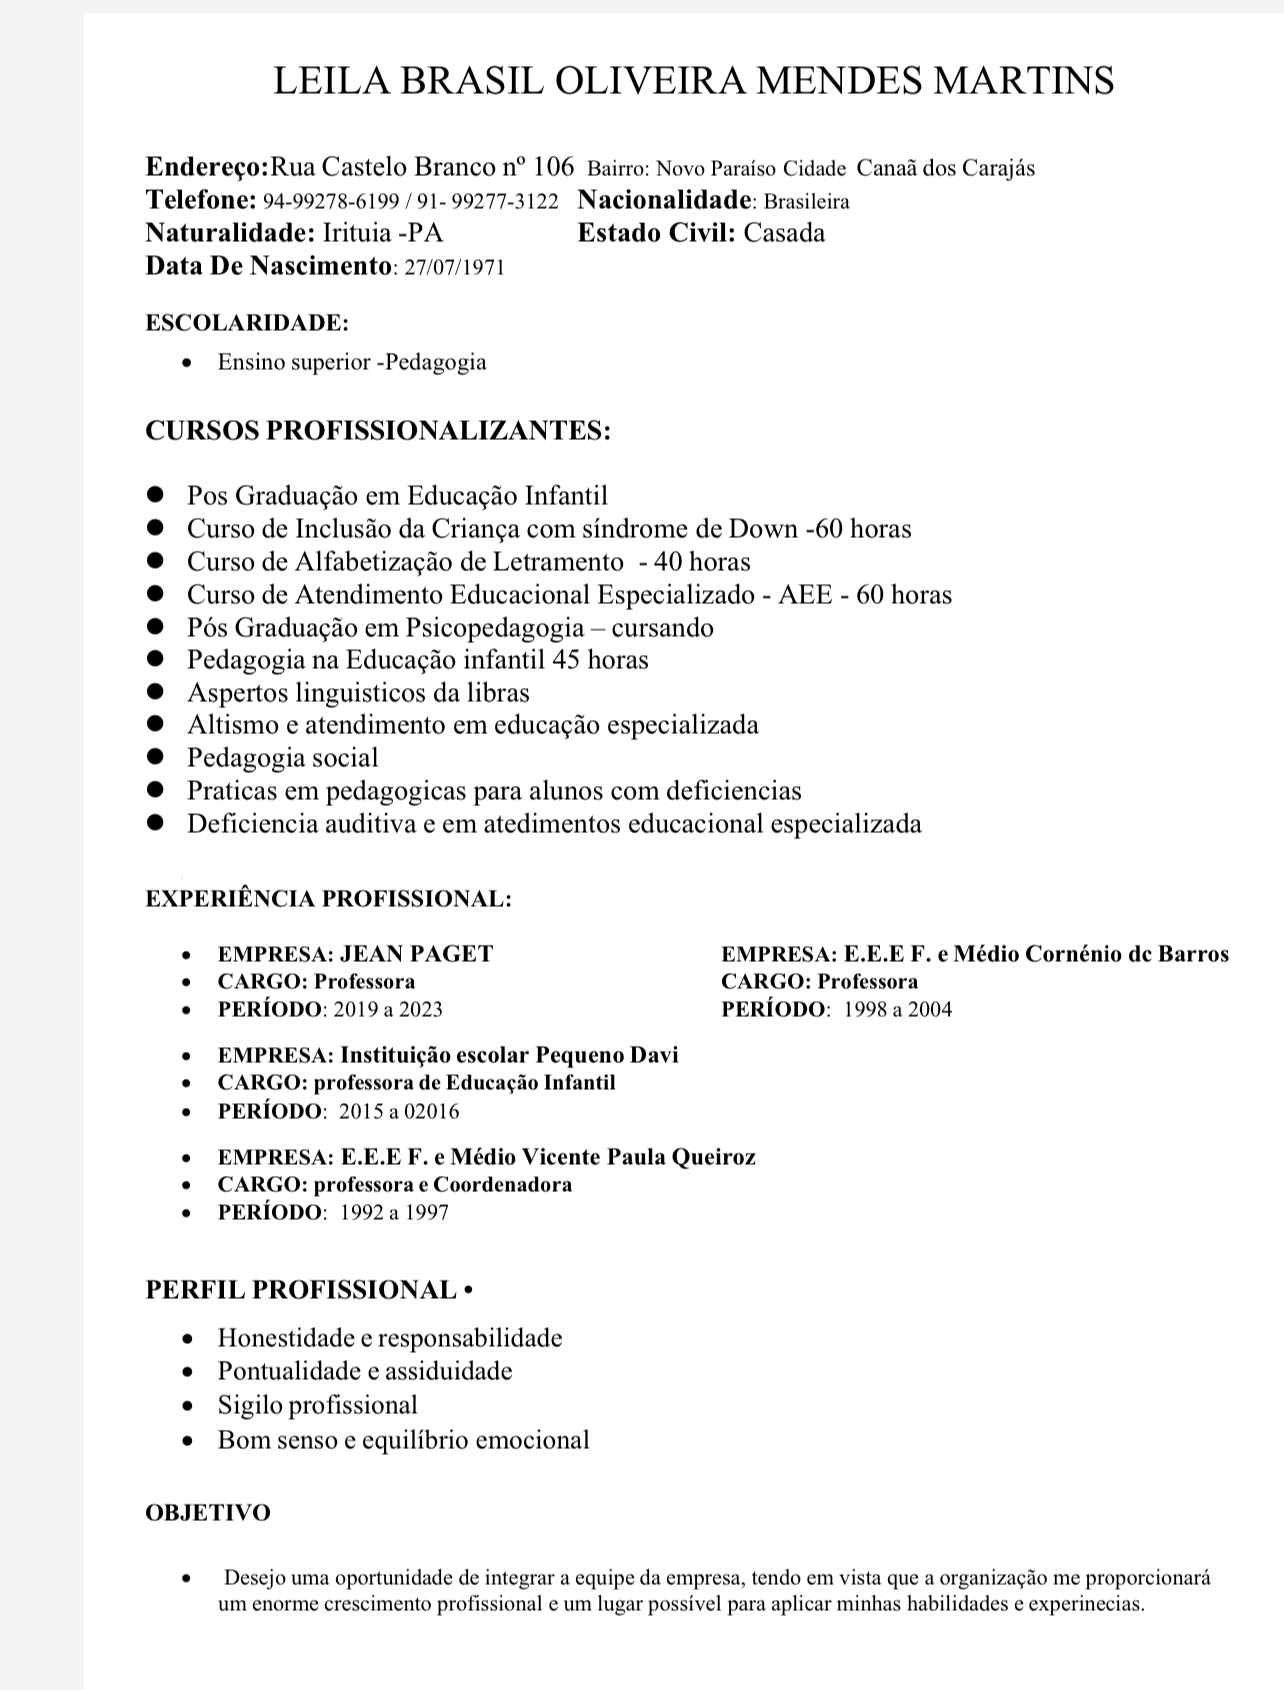 LEILA BRASIL OLIVEIRA MENDES MARTINS
Endereço:Rua Castelo Branco nº 106 Bairro: Novo Paraíso Cidade Canaã dos Carajás
Telefone: 94-99278-6199 / 91- 99277-3122 Nacionalidade: Brasileira
Naturalidade: Irituia -PA Estado Civil: Casada
Data De Nascimento: 27/07/1971
ESCOLARIDADE:
• Ensino superior -Pedagogia
CURSOS PROFISSIONALIZANTES:
● Pos Graduação em Educação Infantil
● Curso de Inclusão da Criança com síndrome de Down -60 horas
● Curso de Alfabetização de Letramento - 40 horas
● Curso de Atendimento Educacional Especializado - AEE - 60 horas
● Pós Graduação em Psicopedagogia – cursando
● Pedagogia na Educação infantil 45 horas
● Aspertos linguisticos da libras
● Altismo e atendimento em educação especializada
● Pedagogia social
● Praticas em pedagogicas para alunos com deficiencias
● Deficiencia auditiva e em atedimentos educacional especializada
EXPERIÊNCIA PROFISSIONAL:
• EMPRESA: JEAN PAGET EMPRESA: E.E.E F. e Médio Cornénio dc Barros
• CARGO: Professora CARGO: Professora
• PERÍODO: 2019 a 2023 PERÍODO: 1998 a 2004
• EMPRESA: Instituição escolar Pequeno Davi
• CARGO: professora de Educação Infantil
• PERÍODO: 2015 a 02016
• EMPRESA: E.E.E F. e Médio Vicente Paula Queiroz
• CARGO: professora e Coordenadora
• PERÍODO: 1992 a 1997
PERFIL PROFISSIONAL •
• Honestidade e responsabilidade
• Pontualidade e assiduidade
• Sigilo profissional
• Bom senso e equilíbrio emocional
OBJETIVO
• Desejo uma oportunidade de integrar a equipe da empresa, tendo em vista que a organização me proporcionará
um enorme crescimento profissional e um lugar possível para aplicar minhas habilidades e experinecias.